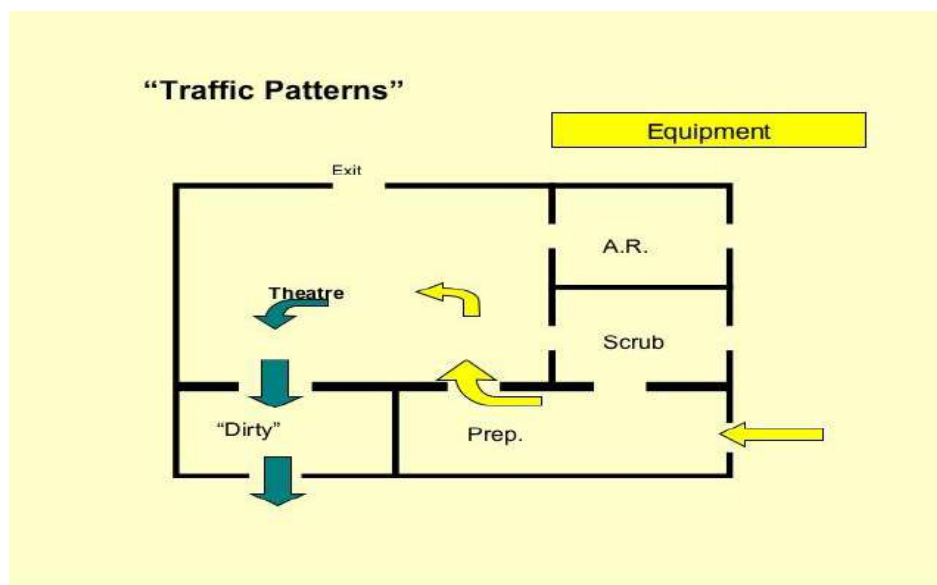 “Traffic Patterns”
Equipment
Exit
A.R.
Theatre
Scrub
“Dirty”
Prep.